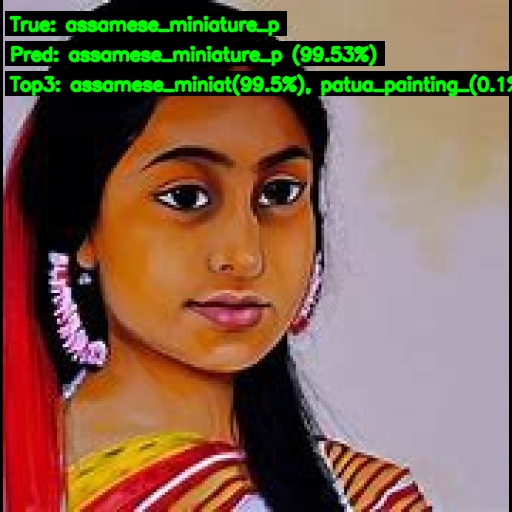 True: assamese_miniature_p
Pred: assamese_miniature_p (99.53%)
Top3: assamese_miniat(99.5%), patua_painting_(0.1%